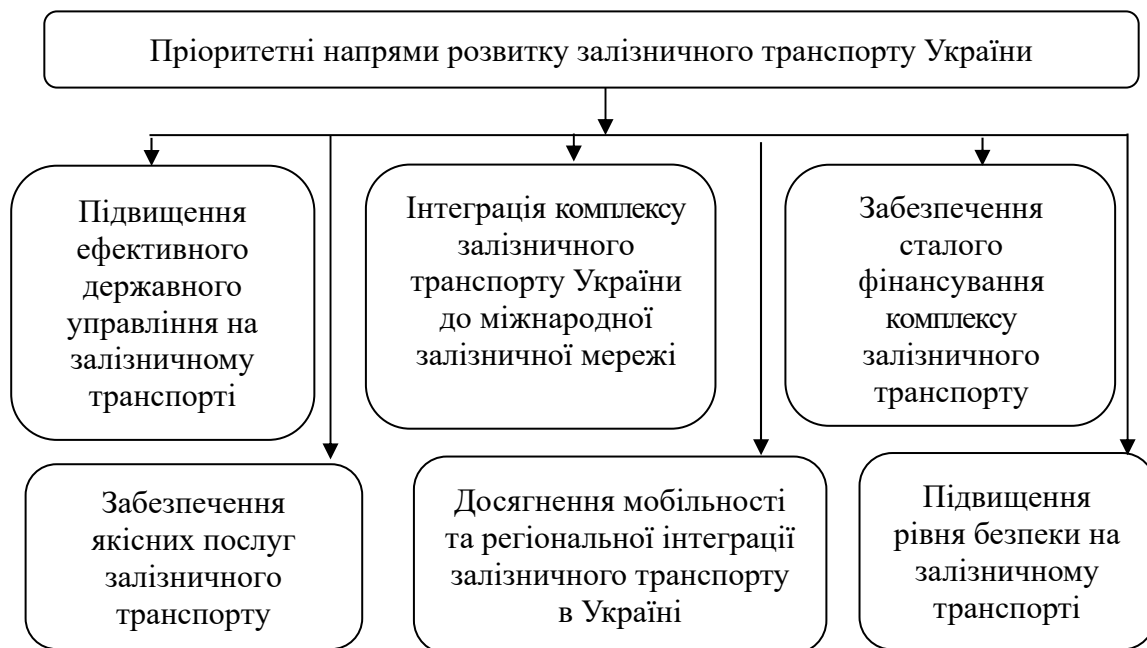 Пріоритетні напрями розвитку залізничного транспорту України
Підвищення
ефективного
державного
управління на
залізничному
транспорті
Інтеграція комплексу
залізничного
транспорту України
до міжнародної
залізничної мережі
Забезпечення
сталого
фінансування
комплексу
залізничного
транспорту
Забезпечення
якісних послуг
залізничного
транспорту
Досягнення мобільності
та регіональної інтеграції
залізничного транспорту
в Україні
Підвищення
рівня безпеки на
залізничному
транспорті